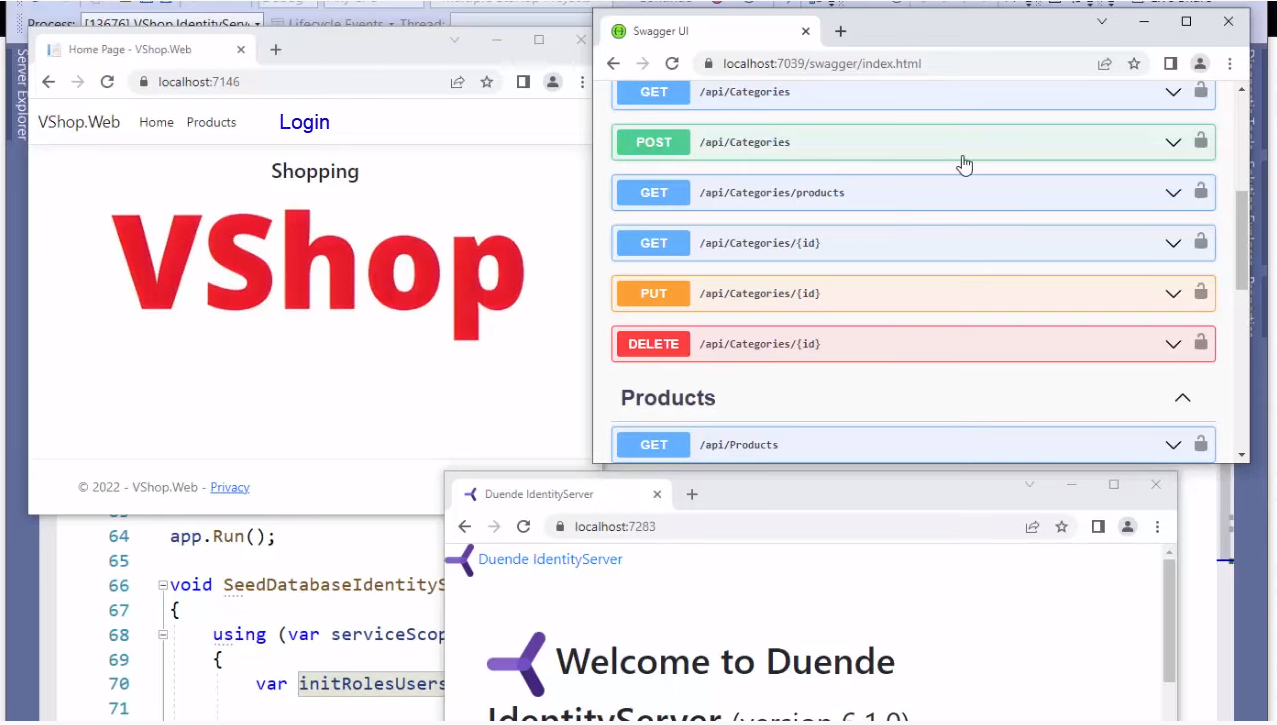 Process: [13676] VShop.IdentityServ
Lifecycle Events
Thread:
Server Explorer
Home Page - VShop.Web
localhost:7146
VShop.Web Home Products Login
Shopping
VShop
© 2022 - VShop.Web - Privacy
Swagger UI
localhost:7039/swagger/index.html
GET /api/Categories
POST /api/Categories
GET /api/Categories/products
GET /api/Categories/{id}
PUT /api/Categories/{id}
DELETE /api/Categories/{id}
Products
GET /api/Products
64 app.Run();
65
66 void SeedDatabaseIdentityS
67 {
68 using (var serviceScop
69 {
70 var initRolesUsers
71
Duende IdentityServer
localhost:7283
Duende IdentityServer
Welcome to Duende
IdentityServer (version 6.1.0)